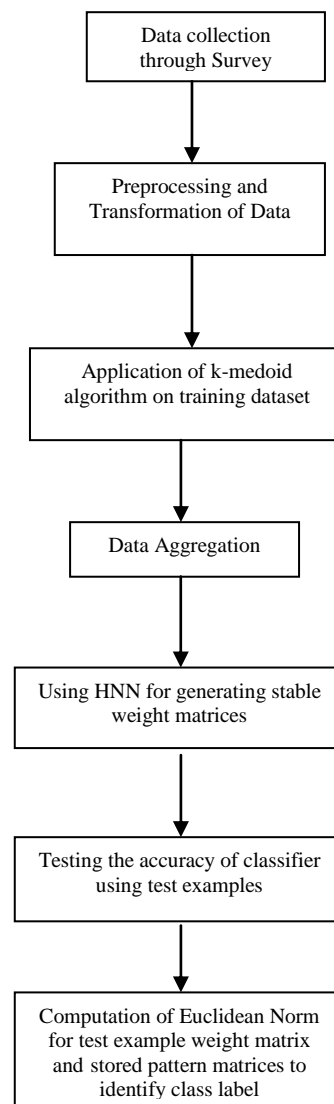 Data collection
through Survey
Preprocessing and
Transformation of Data
Application of k-medoid
algorithm on training dataset
Data Aggregation
Using HNN for generating stable
weight matrices
Testing the accuracy of classifier
using test examples
Computation of Euclidean Norm
for test example weight matrix
and stored pattern matrices to
identify class label